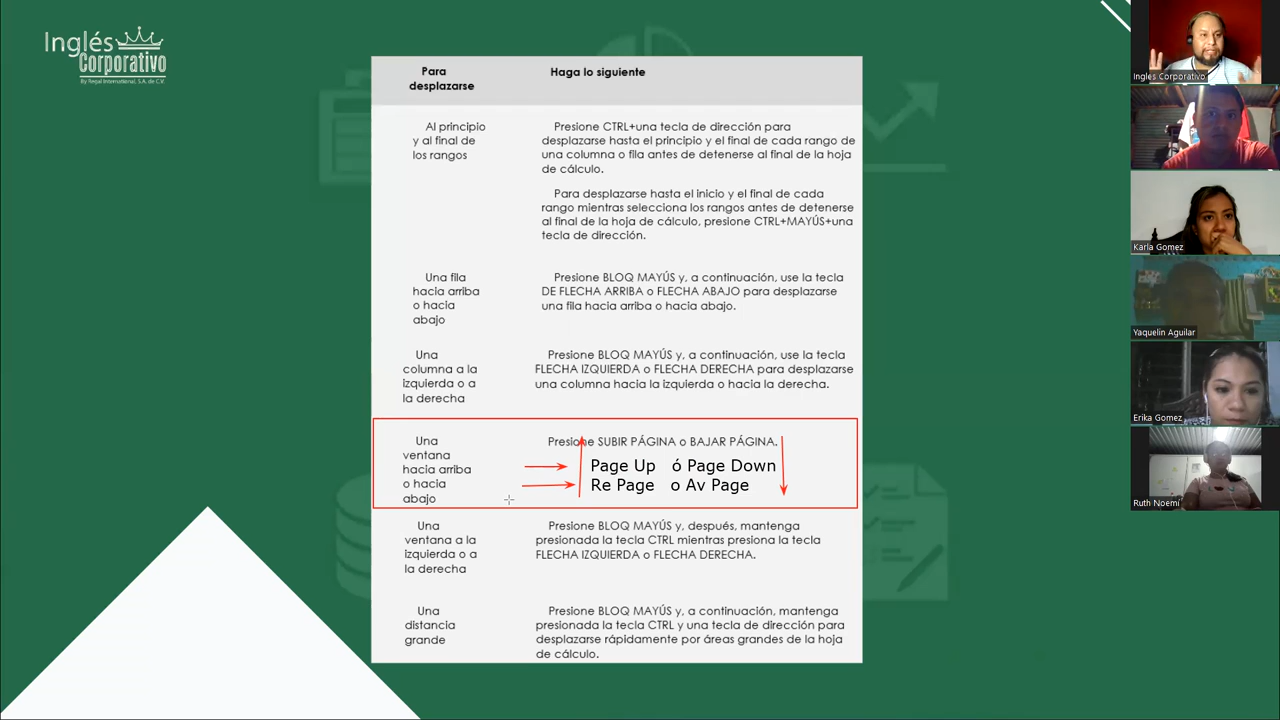 Inglés
Corporativo
By Repal International, S.A. de C.V.
Para
desplazarse
Haga lo siguiente
Al principio
y al final de
los rangos
Presione CTRL+una tecla de dirección para
desplazarse hasta el principio y el final de cada rango de
una columna o fila antes de detenerse al final de la hoja
de cálculo.
Para desplazarse hasta el inicio y el final de cada
rango mientras selecciona los rangos antes de detenerse
al final de la hoja de cálculo, presione CTRL+MAYÚS+una
tecla de dirección.
Una fila
hacia arriba
o hacia
abajo
Presione BLOQ MAYÚS y, a continuación, use la tecla
DE FLECHA ARRIBA o FLECHA ABAJO para desplazarse
una fila hacia arriba o hacia abajo.
Una
columna a la
izquierda o a
la derecha
Presione BLOQ MAYÚS y, a continuación, use la tecla
FLECHA IZQUIERDA o FLECHA DERECHA para desplazarse
una columna hacia la izquierda o hacia la derecha.
Una
ventana
hacia arriba
o hacia
abajo
Presione SUBIR PÁGINA o BAJAR PÁGINA.
Page Up ó Page Down
Re Page o Av Page
Una
ventana a la
izquierda o a
la derecha
Presione BLOQ MAYÚS y, después, mantenga
presionada la tecla CTRL mientras presiona la tecla
FLECHA IZQUIERDA o FLECHA DERECHA.
Una
distancia
grande
Presione BLOQ MAYÚS y, a continuación, mantenga
presionada la tecla CTRL y una tecla de dirección para
desplazarse rápidamente por áreas grandes de la hoja
de cálculo.
Ingles Corporativo
Karla Gomez
Yaquelin Aguilar
Erika Gomez
Ruth Noemi